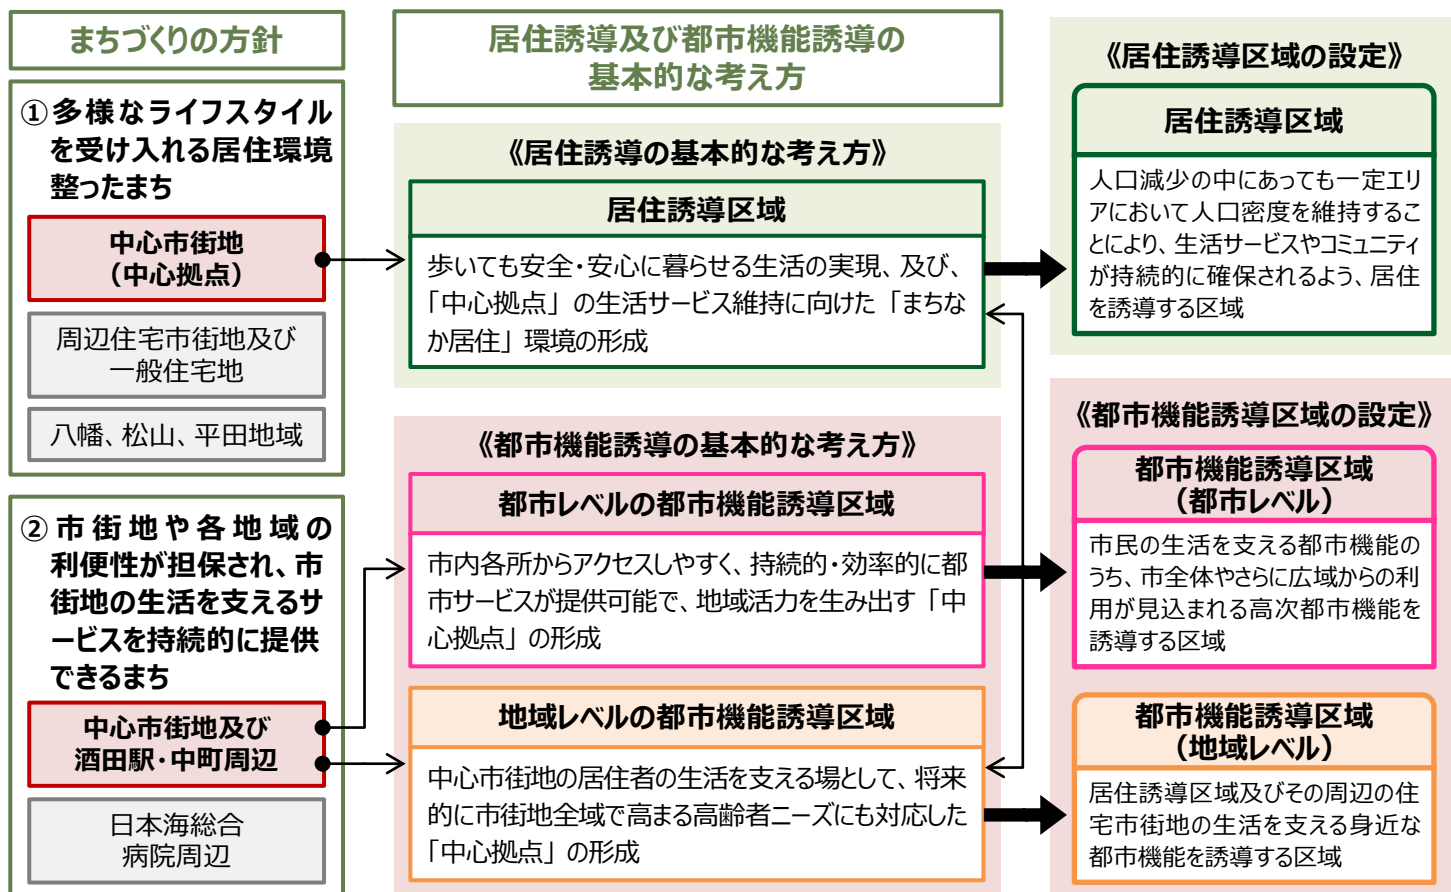 まちづくりの方針
①多様なライフスタイル
を受け入れる居住環境
整ったまち
中心市街地
（中心拠点）
周辺住宅市街地及び
一般住宅地
八幡、松山、平田地域
②市街地や各地域の
利便性が担保され、市
街地の生活を支えるサ
ービスを持続的に提供
できるまち
中心市街地及び
酒田駅・中町周辺
日本海総合
病院周辺
居住誘導及び都市機能誘導の
基本的な考え方
《居住誘導の基本的な考え方》
居住誘導区域
歩いても安全・安心に暮らせる生活の実現、及び、
「中心拠点」の生活サービス維持に向けた「まちな
か居住」環境の形成
《都市機能誘導の基本的な考え方》
都市レベルの都市機能誘導区域
市内各所からアクセスしやすく、持続的・効率的に都
市サービスが提供可能で、地域活力を生み出す「中
心拠点」の形成
地域レベルの都市機能誘導区域
中心市街地の居住者の生活を支える場として、将来
的に市街地全域で高まる高齢者ニーズにも対応した
「中心拠点」の形成
《居住誘導区域の設定》
居住誘導区域
人口減少の中にあっても一定エリ
アにおいて人口密度を維持するこ
とにより、生活サービスやコミュニティ
が持続的に確保されるよう、居住
を誘導する区域
《都市機能誘導区域の設定》
都市機能誘導区域
（都市レベル）
市民の生活を支える都市機能の
うち、市全体やさらに広域からの利
用が見込まれる高次都市機能を
誘導する区域
都市機能誘導区域
（地域レベル）
居住誘導区域及びその周辺の住
宅市街地の生活を支える身近な
都市機能を誘導する区域